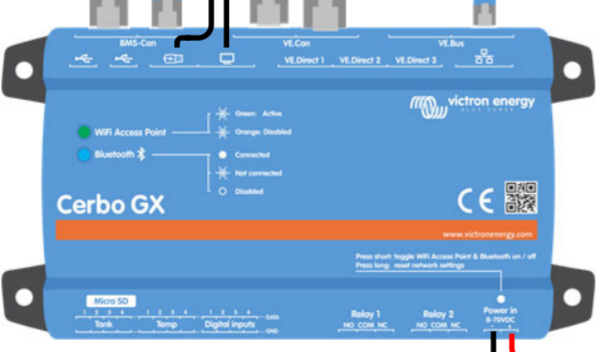 BMS-Can
VE.Can
VE.Bus
VE.Direct 1
VE.Direct 2
VE.Direct 3
victron energy
BLUE POWER
Green: Active
WiFi Access Point
Orange: Disabled
Bluetooth
Connected
Not connected
Disabled
Cerbo GX
CE
www.victronenergy.com
Press short: toggle WiFi Access Point & Bluetooth on / off
Press long: reset network settings
Micro SD
1 2 3 4
1 2 3 4
1 2 3 4
DATA
GND
Tank
Temp
Digital inputs
Relay 1
NO COM NC
Relay 2
NO COM NC
Power in
8-70VDC
- +